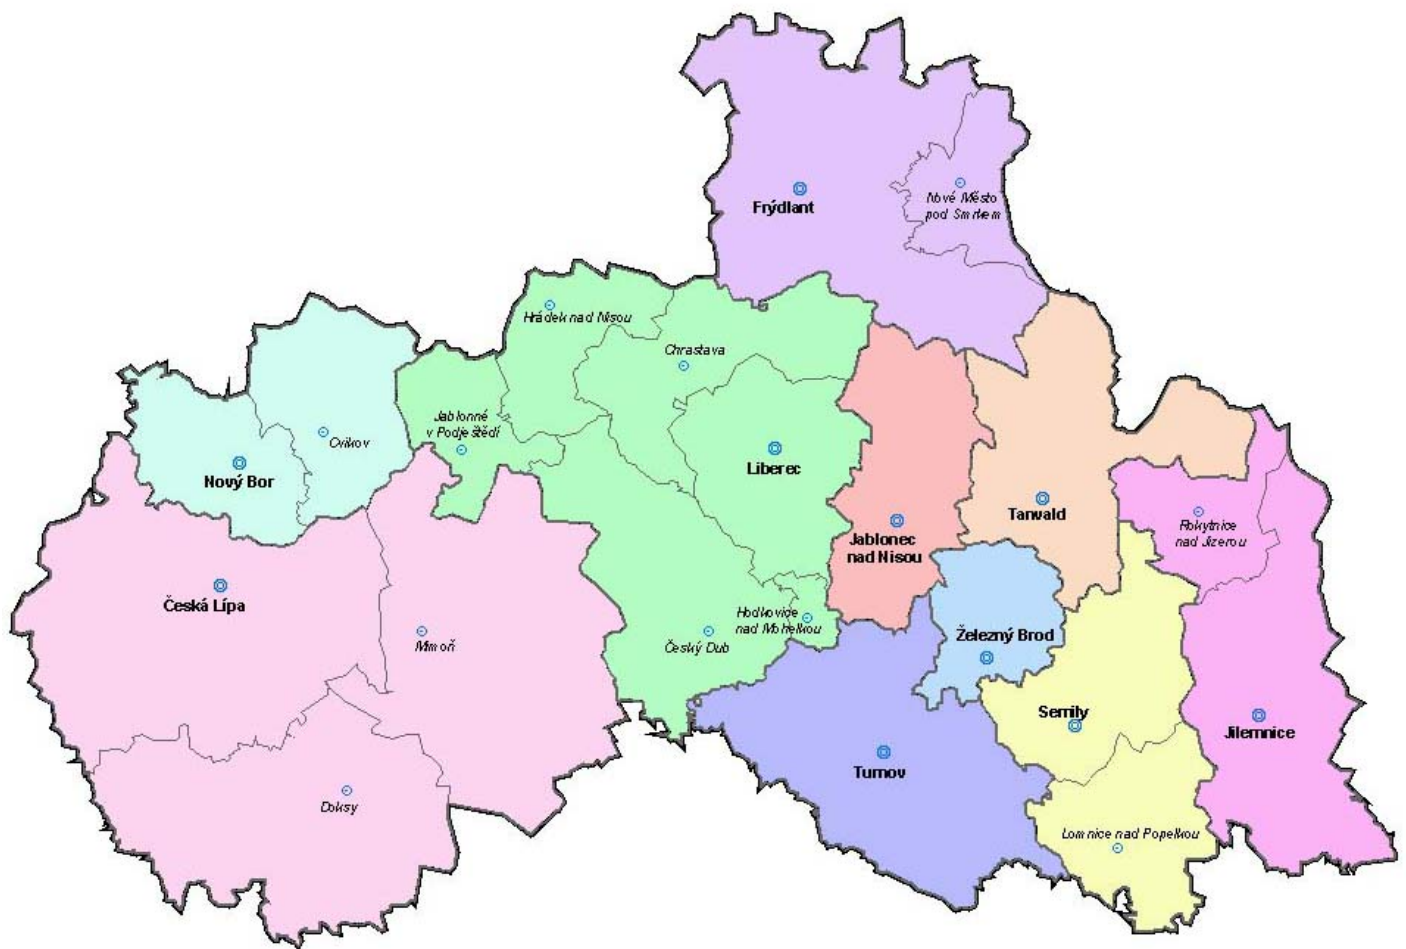 Frýdlant
Nové Město
pod Smrkem
Hrádek nad Nisou
Chrastava
Jablonné
v Podještědí
Cvikov
Nový Bor
Liberec
Tanvald
Rokytnice
nad Jizerou
Jablonec
nad Nisou
Česká Lípa
Mimoň
Hodkovice
nad Mohelkou
Český Dub
Železný Brod
Semily
Jilemnice
Turnov
Doksy
Lomnice nad Popelkou